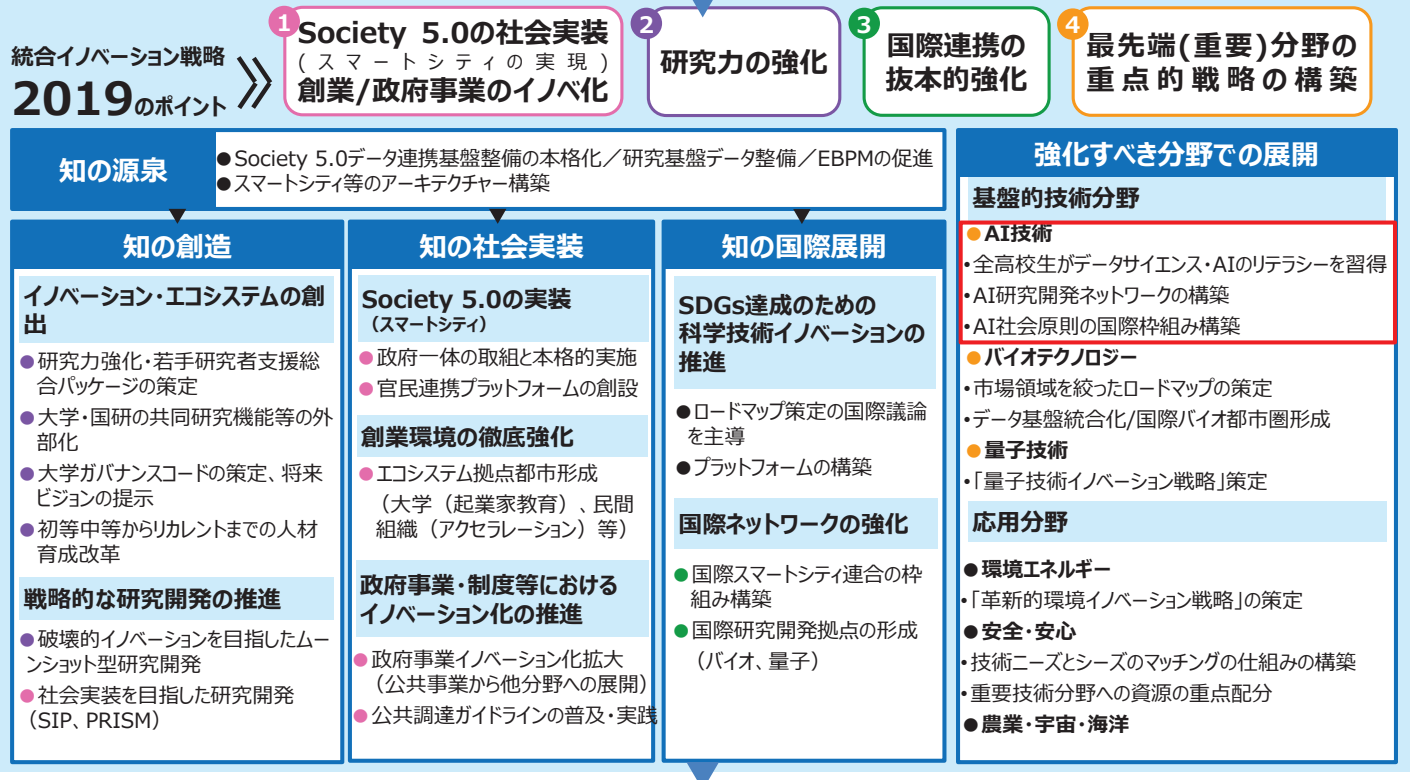 統合イノベーション戦略
2019のポイント
1
Society 5.0の社会実装
(スマートシティの実現)
創業/政府事業のイノベ化
2
研究力の強化
3
国際連携の
抜本的強化
4
最先端(重要)分野の
重点的戦略の構築
知の源泉
●Society 5.0データ連携基盤整備の本格化／研究基盤データ整備／EBPMの促進
●スマートシティ等のアーキテクチャー構築
知の創造
イノベーション・エコシステムの創
出
●研究力強化・若手研究者支援総
合パッケージの策定
●大学・国研の共同研究機能等の外
部化
●大学ガバナンスコードの策定、将来
ビジョンの提示
●初等中等からリカレントまでの人材
育成改革
戦略的な研究開発の推進
●破壊的イノベーションを目指したムー
ンショット型研究開発
●社会実装を目指した研究開発
（SIP、PRISM）
知の社会実装
Society 5.0の実装
（スマートシティ）
●政府一体の取組と本格的実施
●官民連携プラットフォームの創設
創業環境の徹底強化
●エコシステム拠点都市形成
（大学（起業家教育）、民間
組織（アクセラレーション）等）
政府事業・制度等における
イノベーション化の推進
●政府事業イノベーション化拡大
（公共事業から他分野への展開）
●公共調達ガイドラインの普及・実践
知の国際展開
SDGs達成のための
科学技術イノベーションの
推進
●ロードマップ策定の国際議論
を主導
●プラットフォームの構築
国際ネットワークの強化
●国際スマートシティ連合の枠
組み構築
●国際研究開発拠点の形成
（バイオ、量子）
強化すべき分野での展開
基盤的技術分野
●AI技術
・全高校生がデータサイエンス・AIのリテラシーを習得
・AI研究開発ネットワークの構築
・AI社会原則の国際枠組み構築
●バイオテクノロジー
・市場領域を絞ったロードマップの策定
・データ基盤統合化/国際バイオ都市圏形成
●量子技術
・「量子技術イノベーション戦略」策定
応用分野
●環境エネルギー
・「革新的環境イノベーション戦略」の策定
●安全・安心
・技術ニーズとシーズのマッチングの仕組みの構築
・重要技術分野への資源の重点配分
●農業・宇宙・海洋